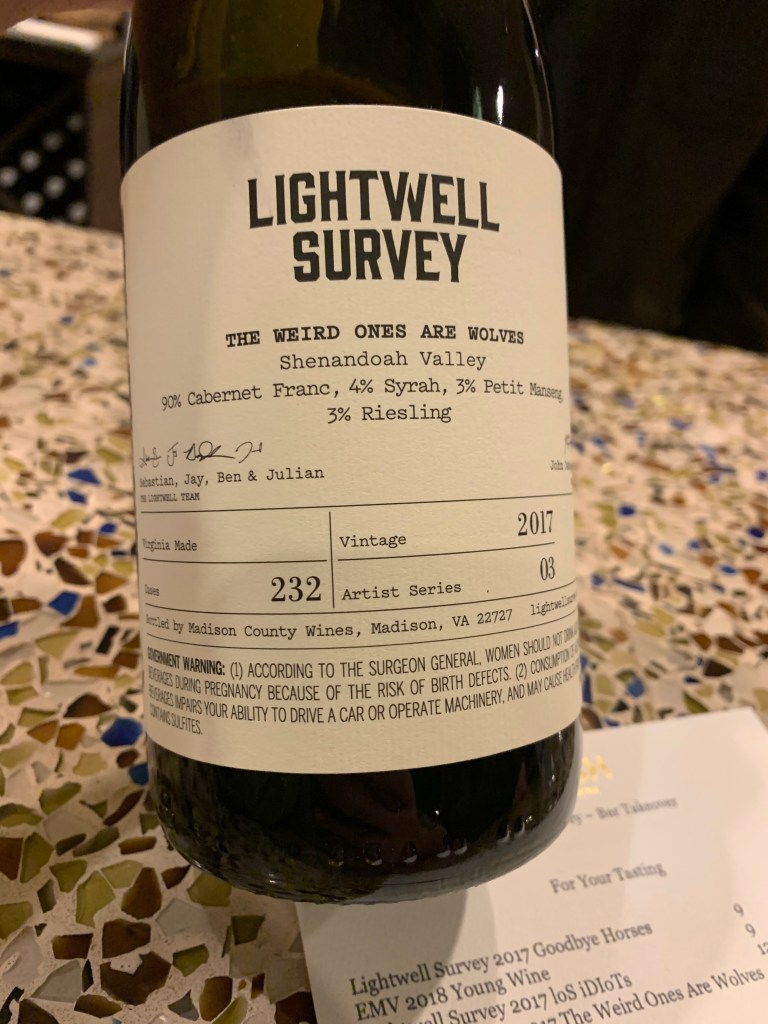 LIGHTWELL
SURVEY
THE WEIRD ONES ARE WOLVES
Shenandoah Valley
90% Cabernet Franc, 4% Syrah, 3% Petit Manseng,
3% Riesling
Sebastian, Jay, Ben & Julian
John
THE LIGHTWELL TEAM
Virginia Made
Vintage 2017
Cases 232
Artist Series 03
Bottled by Madison County Wines, Madison, VA 22727
GOVERNMENT WARNING: (1) ACCORDING TO THE SURGEON GENERAL, WOMEN SHOULD NOT
BEVERAGES DURING PREGNANCY BECAUSE OF THE RISK OF BIRTH DEFECTS. (2) CONSUMPTION
BEVERAGES IMPAIRS YOUR ABILITY TO DRIVE A CAR OR OPERATE MACHINERY, AND MAY CAUSE
CONTAINS SULFITES.
– Bar Takeover
For Your Tasting
Lightwell Survey 2017 Goodbye Horses 9
EMV 2018 Young Wine 9
Survey 2017 loS iDIoTs
The Weird Ones Are Wolves